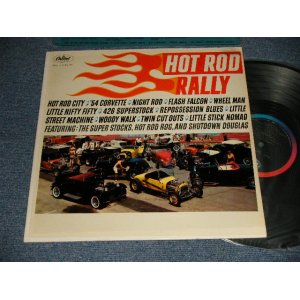 Capitol
HOT ROD
RALLY
HOT ROD CITY ☆ '54 CORVETTE ☆ NIGHT ROD ☆ FLASH FALCON ☆ WHEEL MAN
LITTLE NIFTY FIFTY ☆ 426 SUPERSTOCK ☆ REPOSSESSION BLUES ☆ LITTLE
STREET MACHINE ☆ WOODY WALK ☆ TWIN CUT OUTS ☆ LITTLE STICK NOMAD
FEATURING: THE SUPER STOCKS, HOT ROD ROG, AND SHUTDOWN DOUGLAS